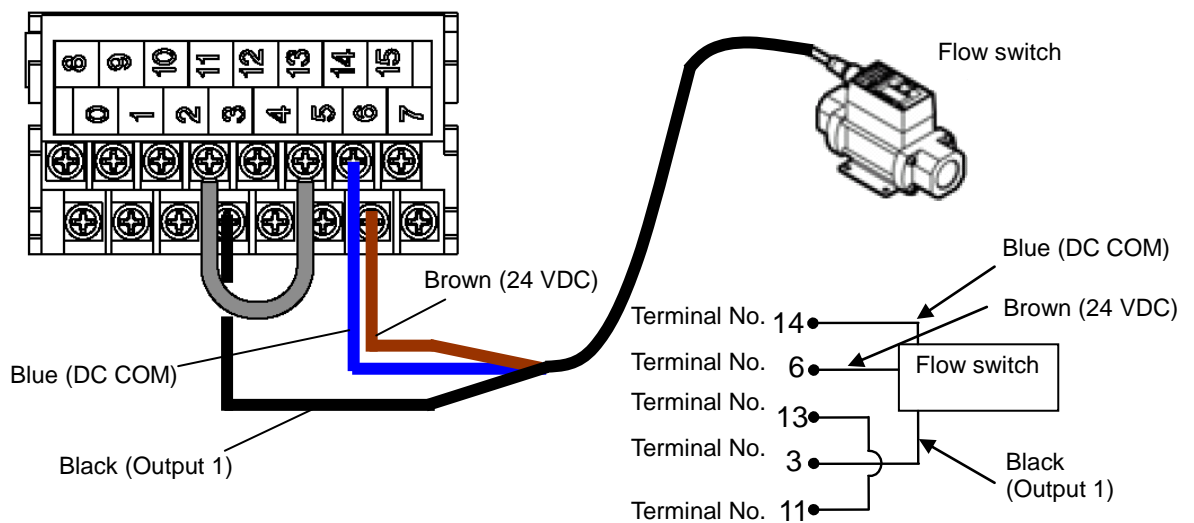 8 9 10 11 12 13 14 15
0 1 2 3 4 5 6 7
Flow switch
Brown (24 VDC)
Blue (DC COM)
Black (Output 1)
Blue (DC COM)
Brown (24 VDC)
Terminal No. 14
Terminal No. 6
Flow switch
Terminal No. 13
Terminal No. 3
Black
(Output 1)
Terminal No. 11